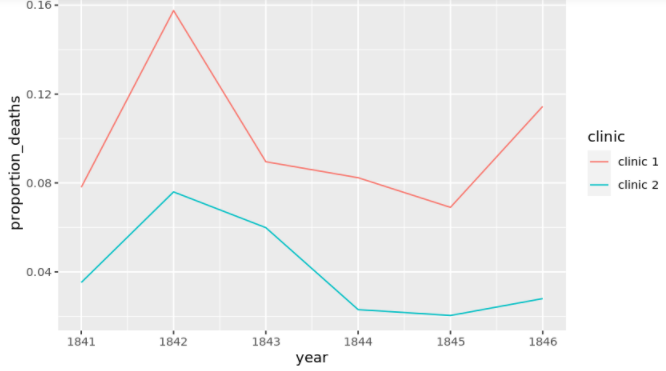 0.16
0.12
0.08
0.04
proportion_deaths
1841 1842 1843 1844 1845 1846
year
clinic
clinic 1
clinic 2